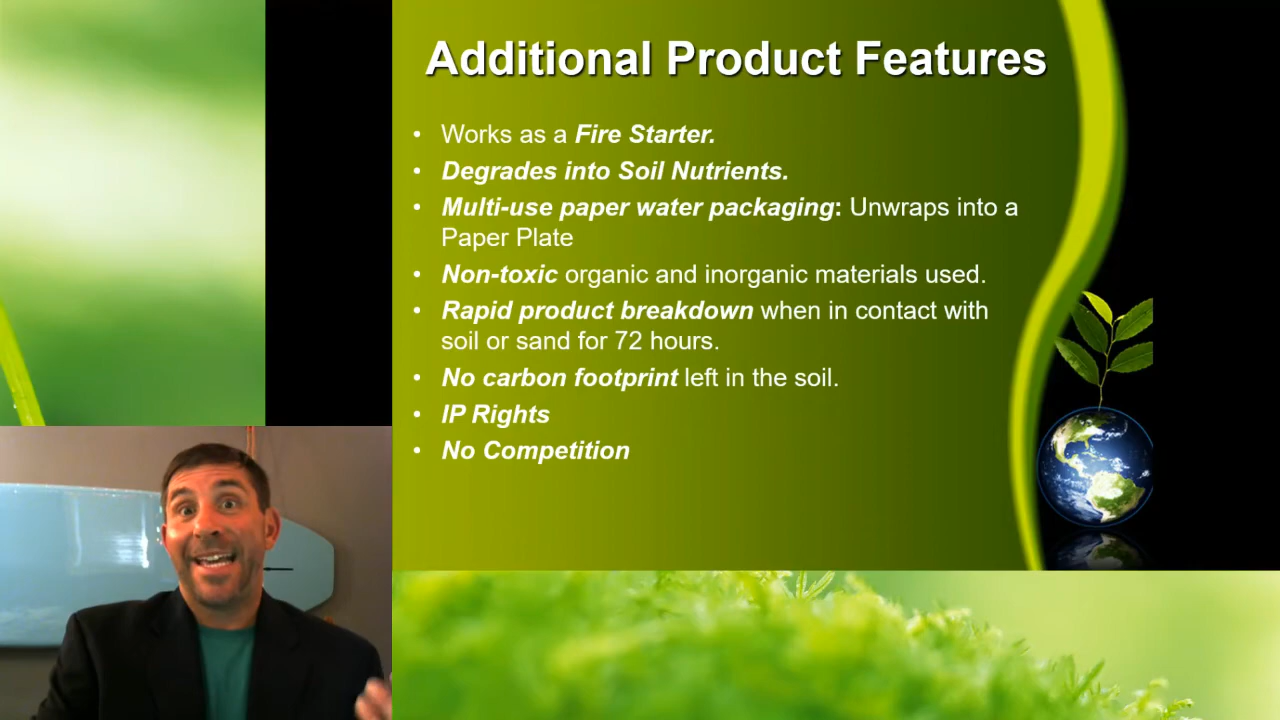 Additional Product Features
• Works as a Fire Starter.
• Degrades into Soil Nutrients.
• Multi-use paper water packaging: Unwraps into a
Paper Plate
• Non-toxic organic and inorganic materials used.
• Rapid product breakdown when in contact with
soil or sand for 72 hours.
• No carbon footprint left in the soil.
• IP Rights
• No Competition